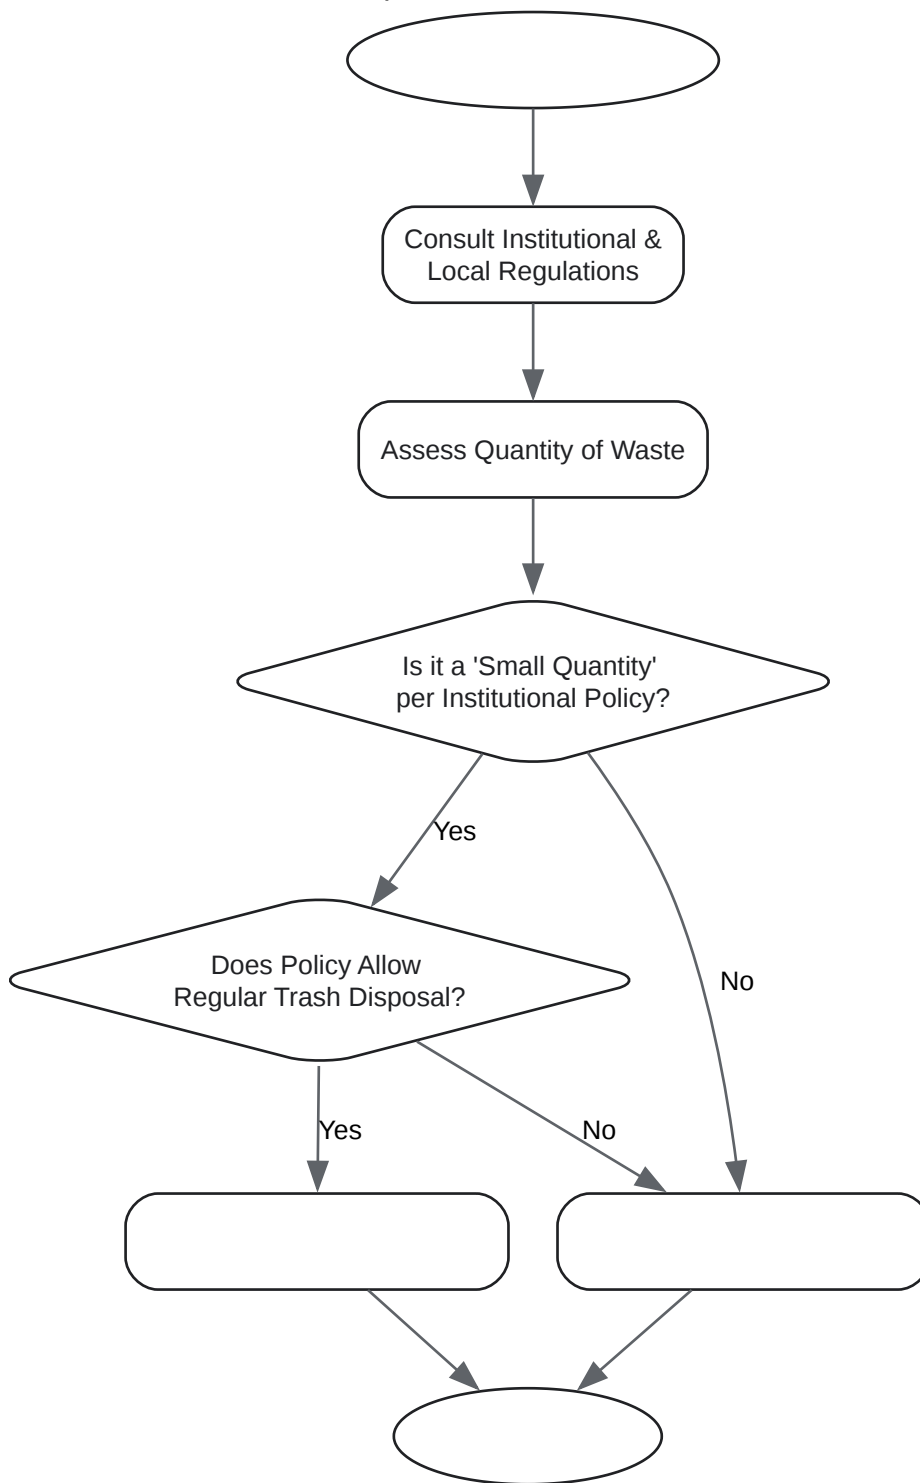 Consult Institutional &
Local Regulations
Assess Quantity of Waste
Is it a 'Small Quantity'
per Institutional Policy?
Yes
No
Does Policy Allow
Regular Trash Disposal?
Yes
No